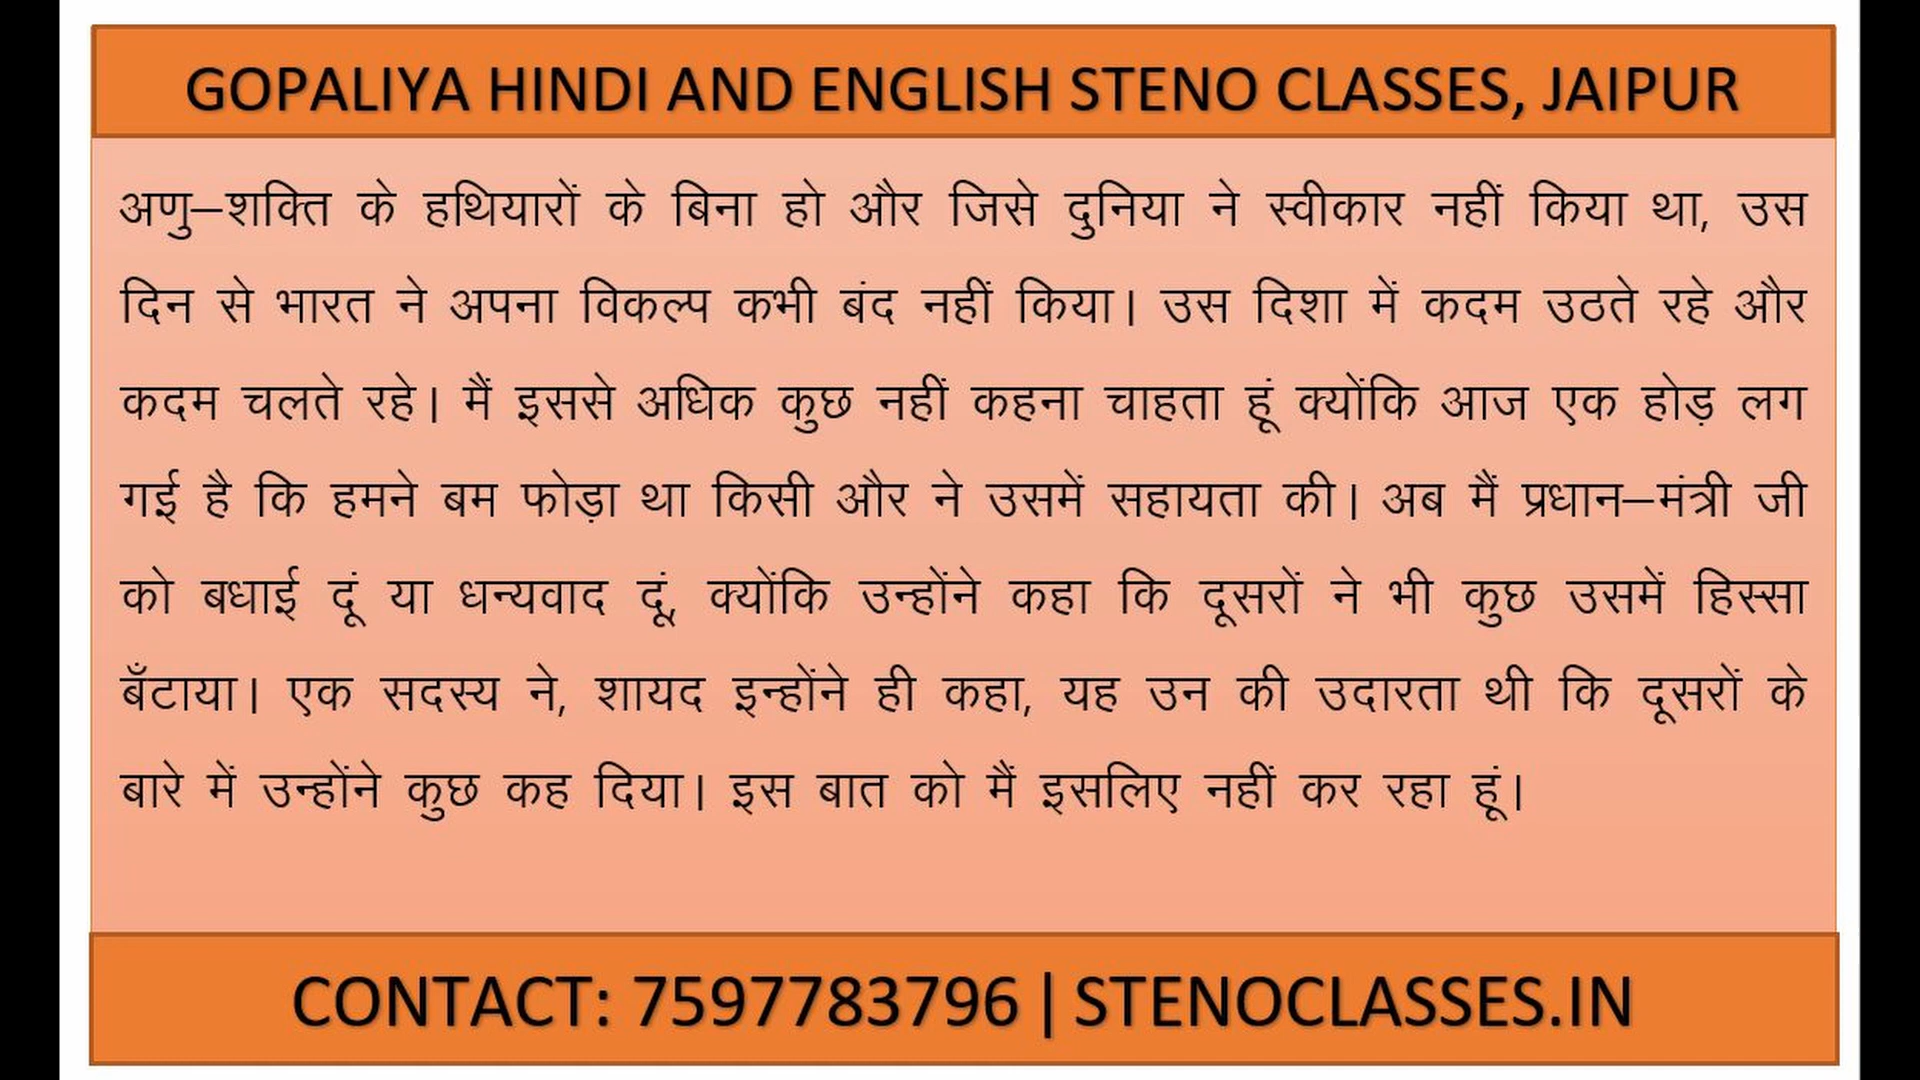 GOPALIYA HINDI AND ENGLISH STENO CLASSES, JAIPUR
अणु–शक्ति के हथियारों के बिना हो और जिसे दुनिया ने स्वीकार नहीं किया था, उस
दिन से भारत ने अपना विकल्प कभी बंद नहीं किया। उस दिशा में कदम उठते रहे और
कदम चलते रहे। मैं इससे अधिक कुछ नहीं कहना चाहता हूं क्योंकि आज एक होड़ लग
गई है कि हमने बम फोड़ा था किसी और ने उसमें सहायता की। अब मैं प्रधान–मंत्री जी
को बधाई दूं या धन्यवाद दूं, क्योंकि उन्होंने कहा कि दूसरों ने भी कुछ उसमें हिस्सा
बँटाया। एक सदस्य ने, शायद इन्होंने ही कहा, यह उन की उदारता थी कि दूसरों के
बारे में उन्होंने कुछ कह दिया। इस बात को मैं इसलिए नहीं कर रहा हूं।
CONTACT: 7597783796 | STENOCLASSES.IN